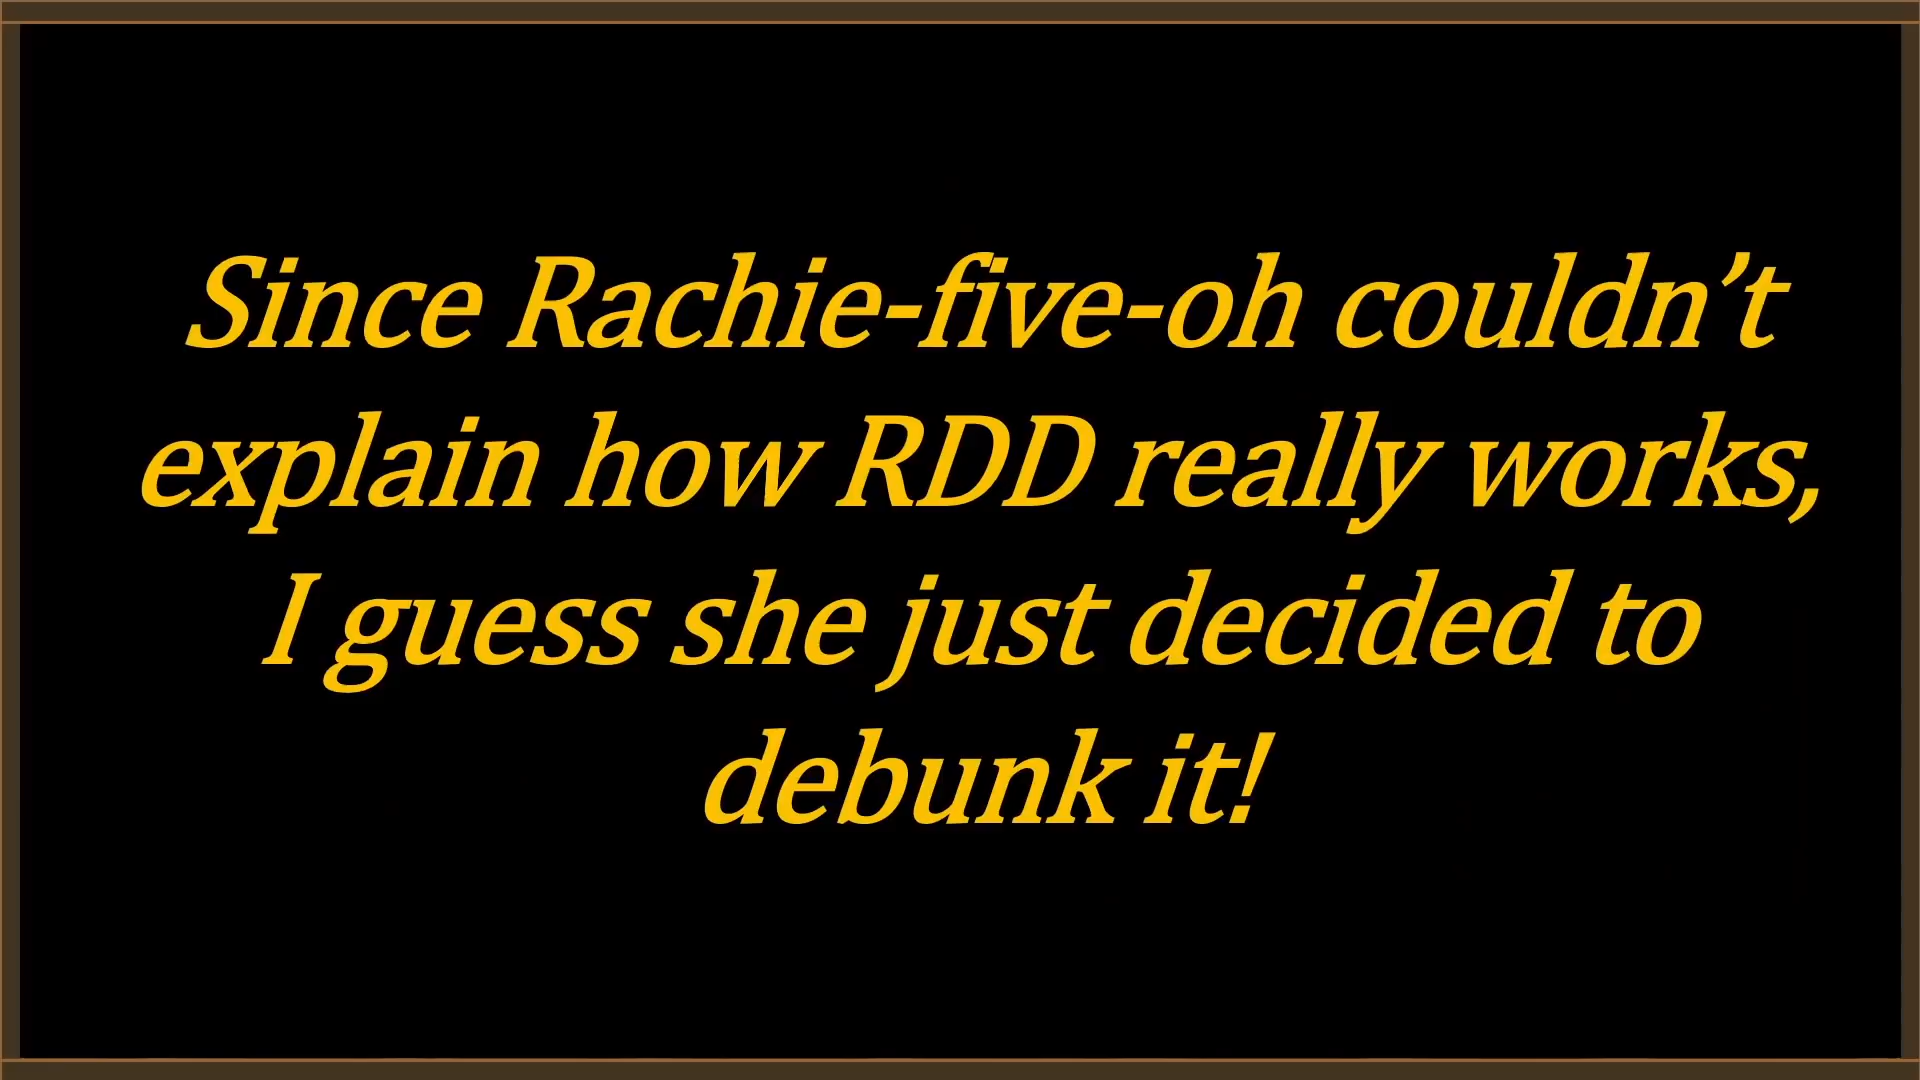 Since Rachie-five-oh couldn’t
explain how RDD really works,
I guess she just decided to
debunk it!